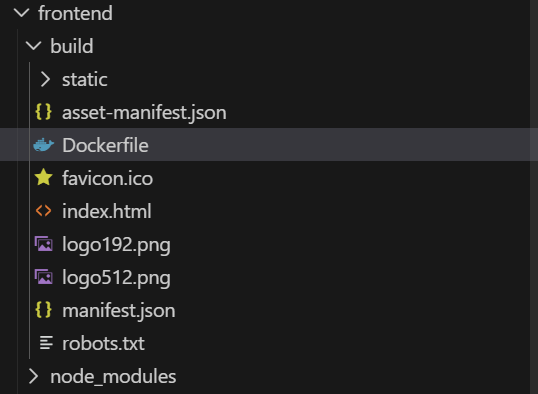 frontend
build
static
asset-manifest.json
Dockerfile
favicon.ico
index.html
logo192.png
logo512.png
manifest.json
robots.txt
node_modules